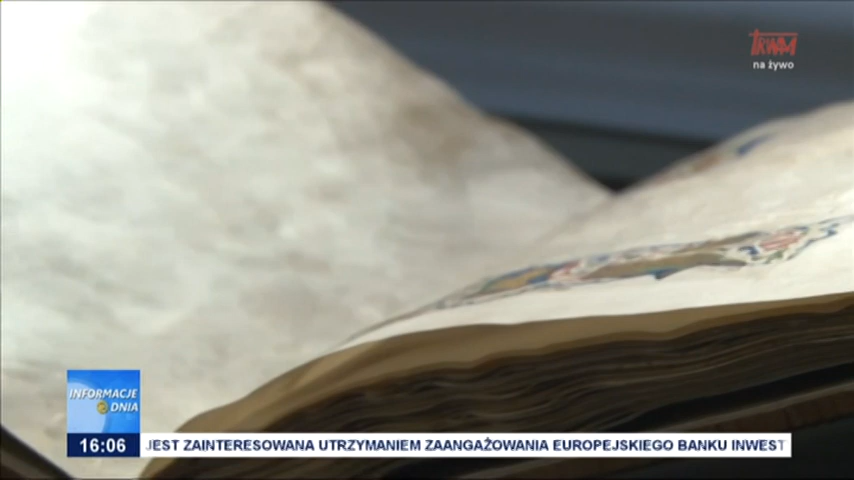 TRWAM
na żywo
INFORMACJE
DNIA
16:06 JEST ZAINTERESOWANA UTRZYMANIEM ZAANGAŻOWANIA EUROPEJSKIEGO BANKU INWEST